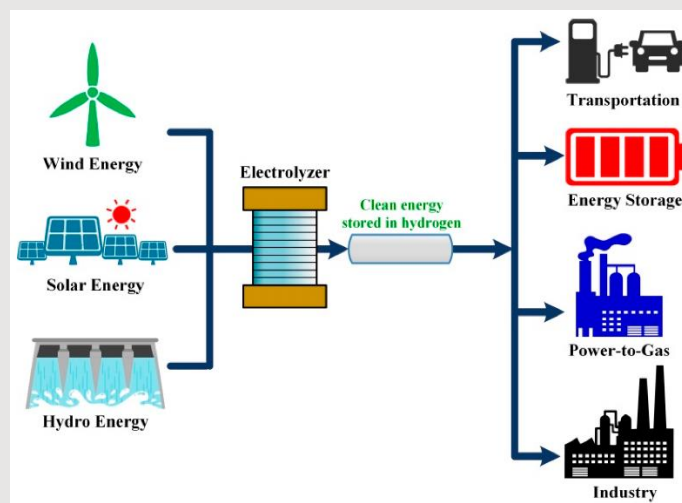 Wind Energy
Solar Energy
Hydro Energy
Electrolyzer
Clean energy
stored in hydrogen
Transportation
Energy Storage
Power-to-Gas
Industry